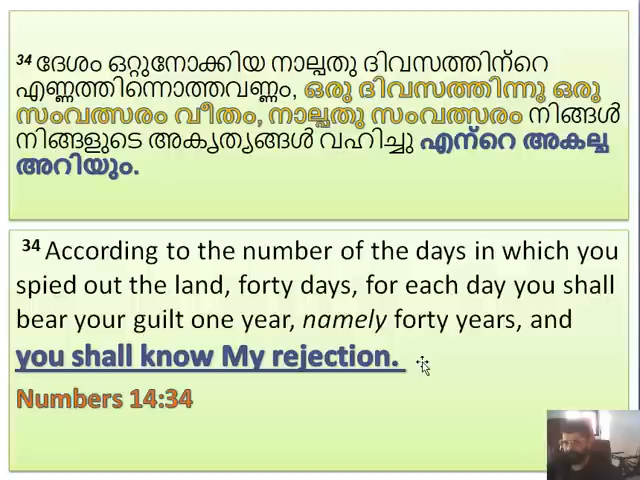 34 ദേശം ഒറ്റുനോക്കിയ നാല്പതു ദിവസത്തിന്റെ
എണ്ണത്തിന്നൊത്തവണ്ണം, ഒരു ദിവസത്തിന്നു ഒരു
സംവത്സരം വീതം, നാല്പതു സംവത്സരം നിങ്ങൾ
നിങ്ങളുടെ അകൃത്യങ്ങൾ വഹിച്ചു എന്റെ അകല്ച
അറിയും.
34 According to the number of the days in which you
spied out the land, forty days, for each day you shall
bear your guilt one year, namely forty years, and
you shall know My rejection.
Numbers 14:34